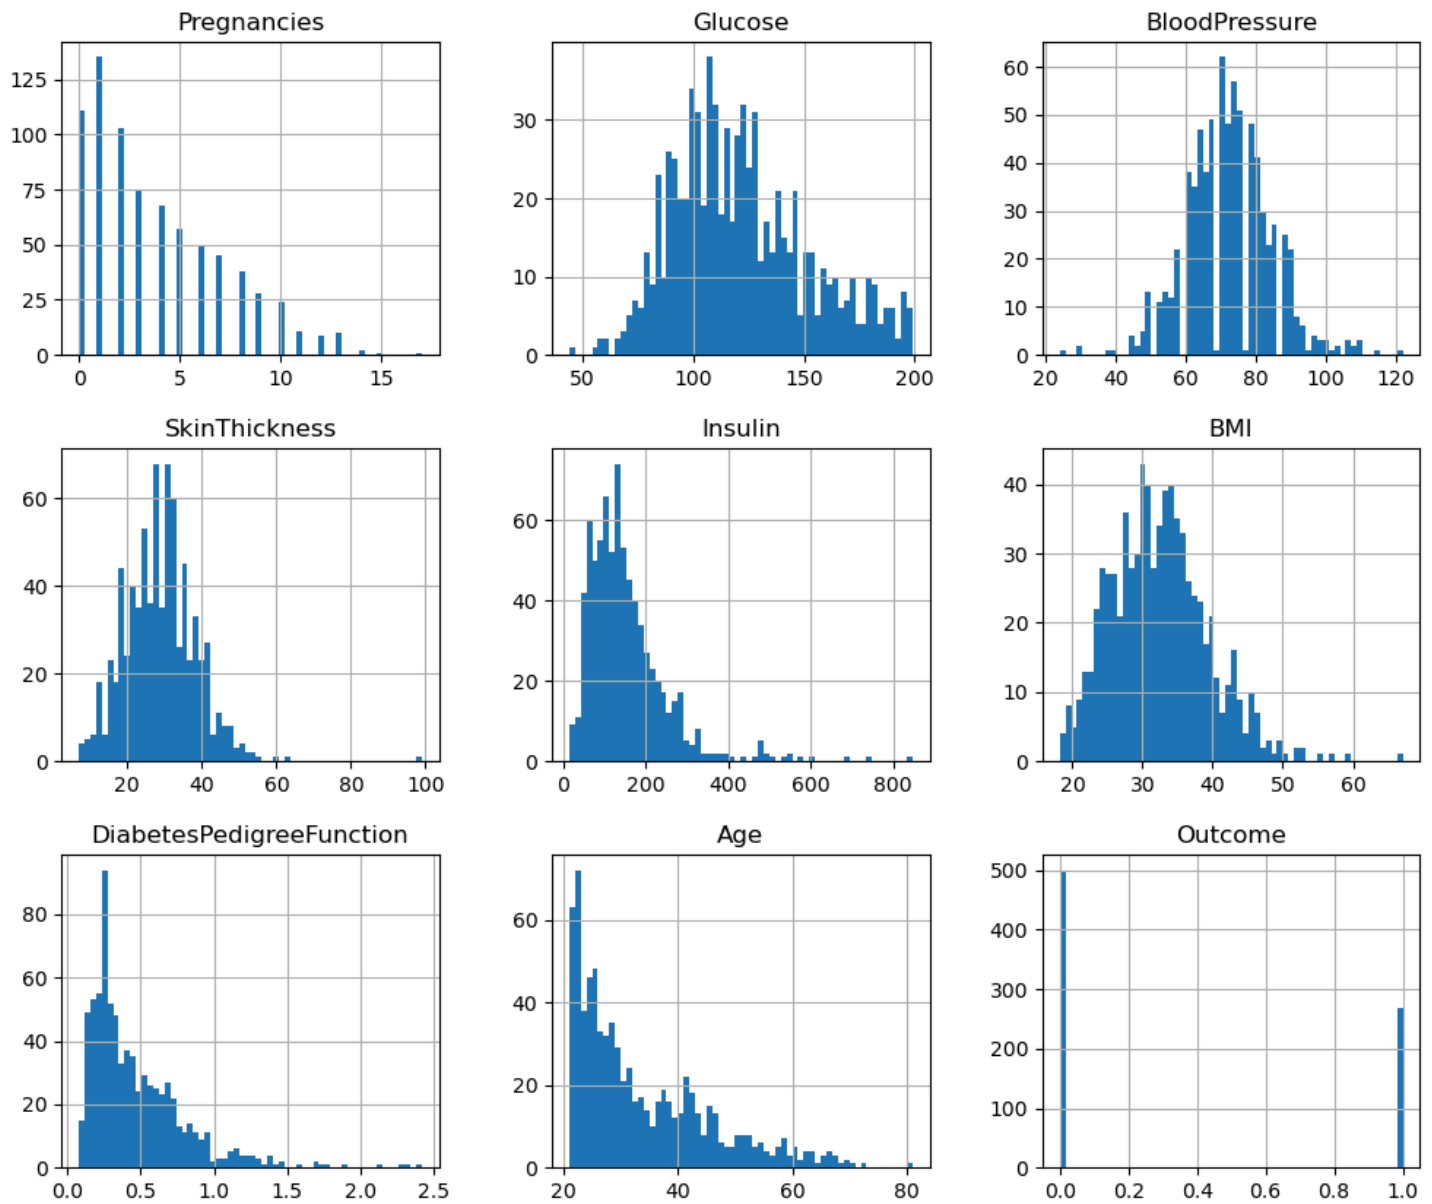 Pregnancies
125
100
75
50
25
0
0 5 10 15
Glucose
30
20
10
0
50 100 150 200
BloodPressure
60
50
40
30
20
10
0
20 40 60 80 100 120
SkinThickness
60
40
20
0
20 40 60 80 100
Insulin
60
40
20
0
0 200 400 600 800
BMI
40
30
20
10
0
20 30 40 50 60
DiabetesPedigreeFunction
80
60
40
20
0
0.0 0.5 1.0 1.5 2.0 2.5
Age
60
40
20
0
20 40 60 80
Outcome
500
400
300
200
100
0
0.0 0.2 0.4 0.6 0.8 1.0